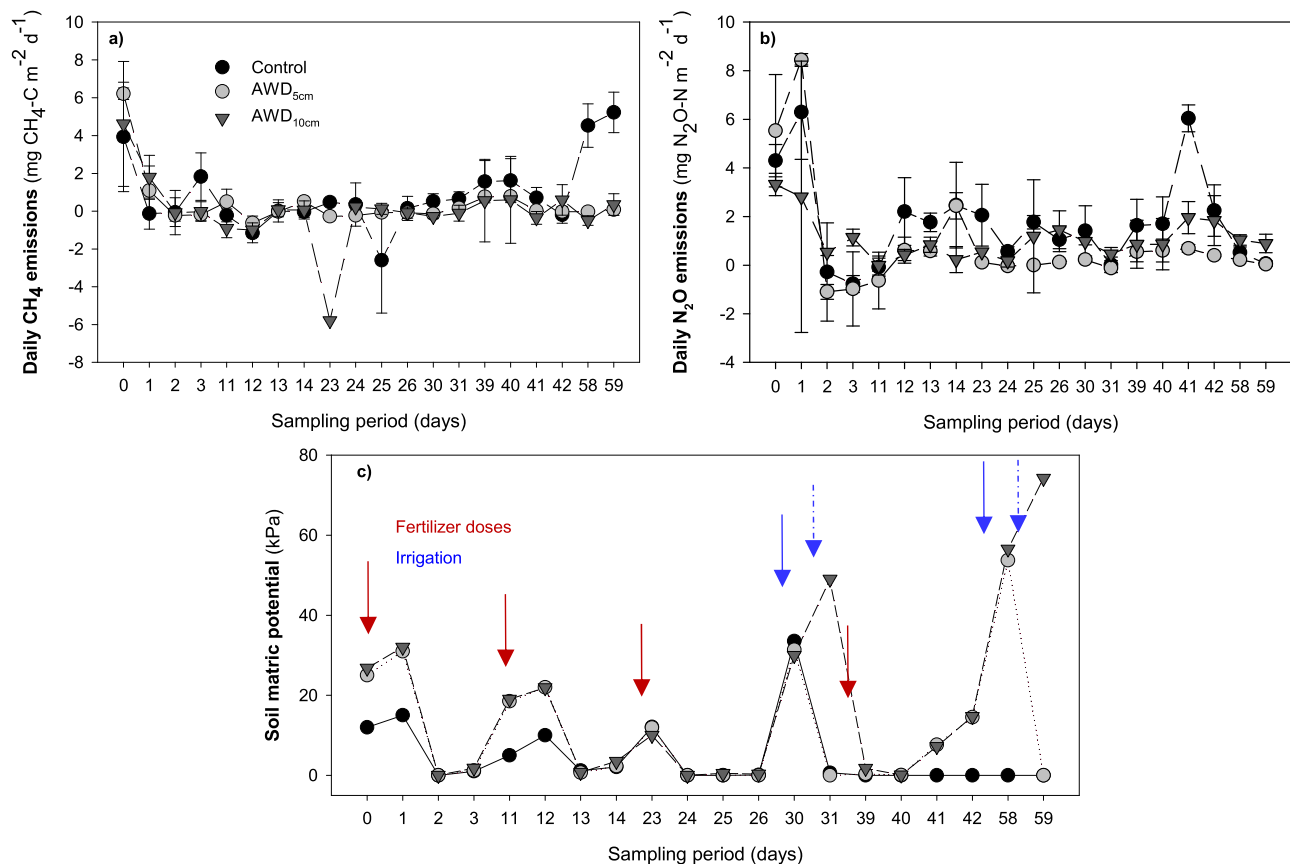 a)
Daily CH4 emissions (mg CH4-C m-2 d-1)
10
8
6
4
2
0
-2
-4
-6
-8
Control
AWD5cm
AWD10cm
0 1 2 3 11 12 13 14 23 24 25 26 30 31 39 40 41 42 58 59
Sampling period (days)
b)
Daily N2O emissions (mg N2O-N m-2 d-1)
10
8
6
4
2
0
-2
-4
0 1 2 3 11 12 13 14 23 24 25 26 30 31 39 40 41 42 58 59
Sampling period (days)
c)
Soil matric potential (kPa)
80
60
40
20
0
Fertilizer doses
Irrigation
0 1 2 3 11 12 13 14 23 24 25 26 30 31 39 40 41 42 58 59
Sampling period (days)